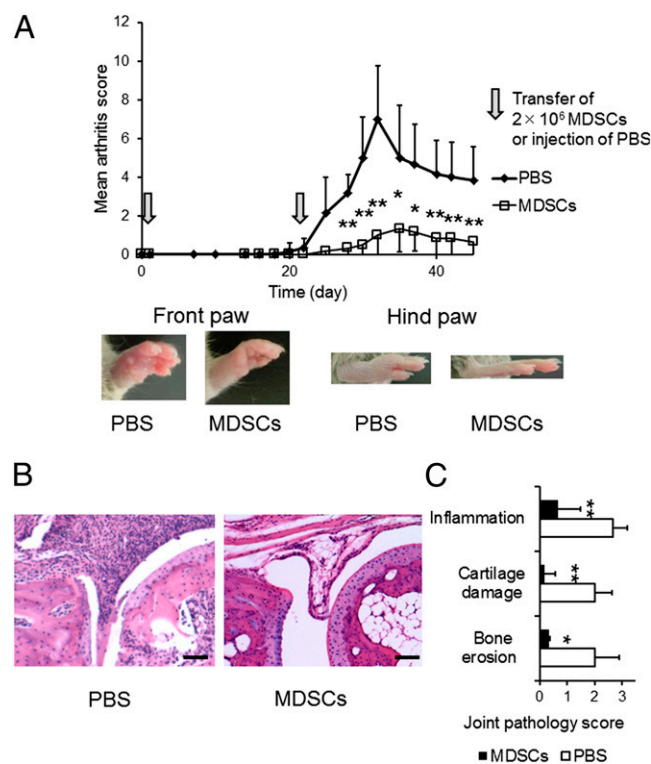 A
Mean arthritis score
12
10
8
6
4
2
0
0
20
40
Time (day)
Transfer of
2 × 10⁶ MDSCs
or injection of PBS
PBS
MDSCs
**
**
**
*
*
**
**
**
Front paw
Hind paw
PBS
MDSCs
PBS
MDSCs
B
PBS
MDSCs
C
Inflammation
**
Cartilage
damage
**
Bone
erosion
*
0
1
2
3
Joint pathology score
MDSCs
PBS